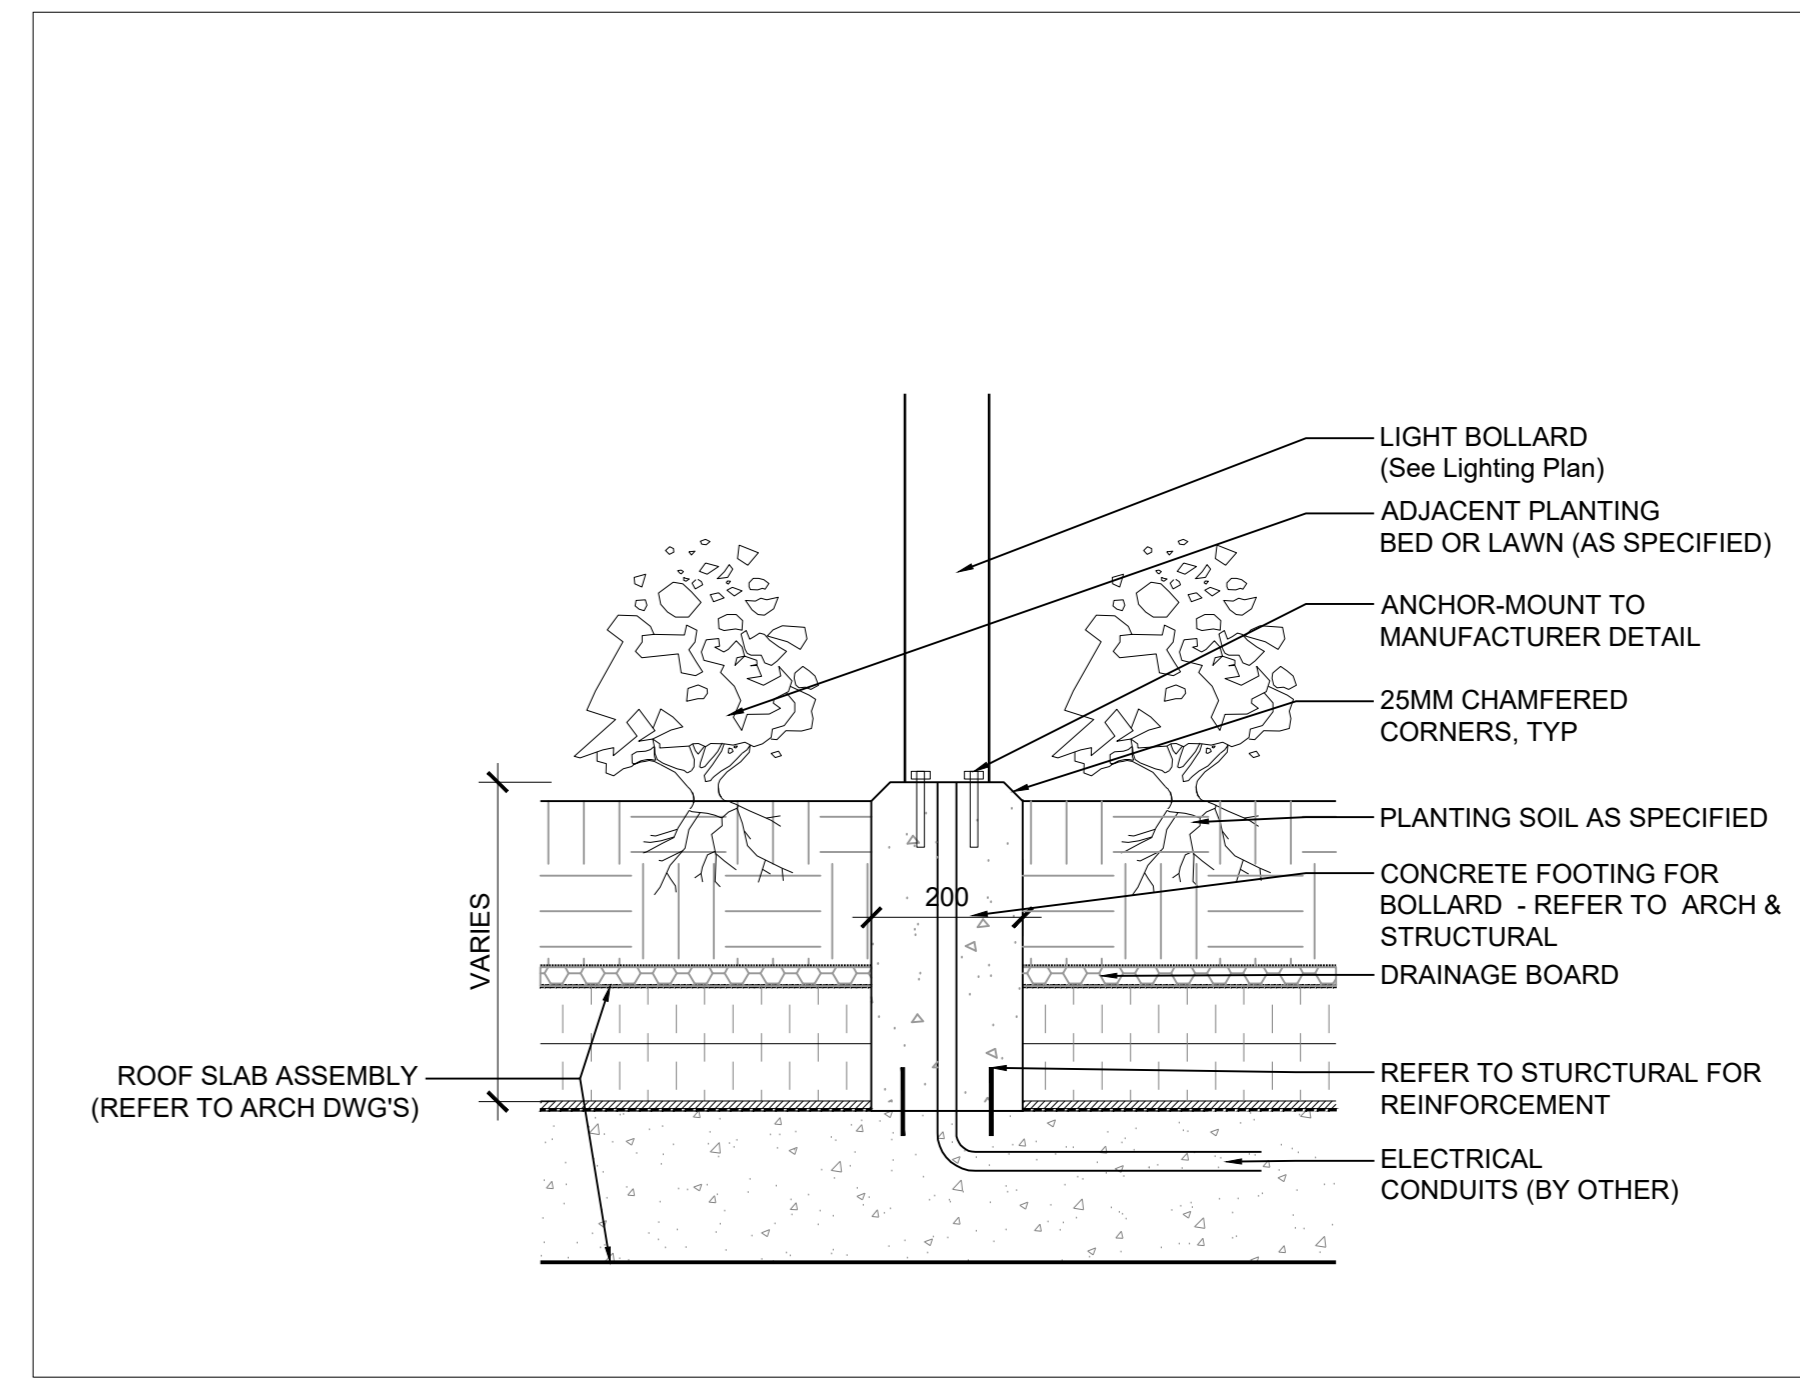 LIGHT BOLLARD
(See Lighting Plan)
ADJACENT PLANTING
BED OR LAWN (AS SPECIFIED)
ANCHOR-MOUNT TO
MANUFACTURER DETAIL
25MM CHAMFERED
CORNERS, TYP
PLANTING SOIL AS SPECIFIED
CONCRETE FOOTING FOR
BOLLARD - REFER TO ARCH &
STRUCTURAL
200
VARIES
DRAINAGE BOARD
ROOF SLAB ASSEMBLY
(REFER TO ARCH DWG'S)
REFER TO STURCTURAL FOR
REINFORCEMENT
ELECTRICAL
CONDUITS (BY OTHER)